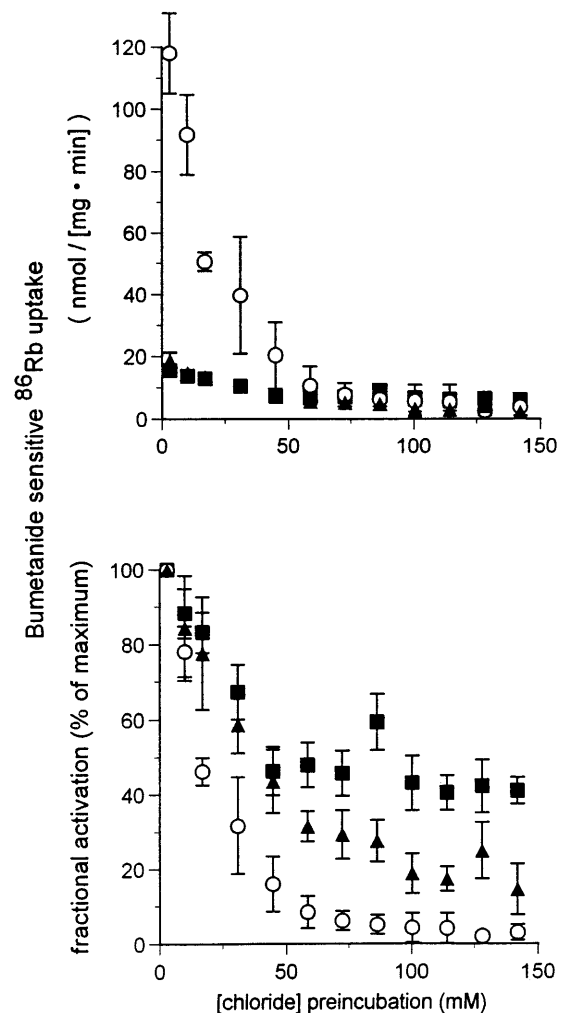 Bumetanide sensitive ⁸⁶Rb uptake
( nmol / [mg • min] )
120
100
80
60
40
20
0
0 50 100 150
fractional activation (% of maximum)
100
80
60
40
20
0
0 50 100 150
[chloride] preincubation (mM)